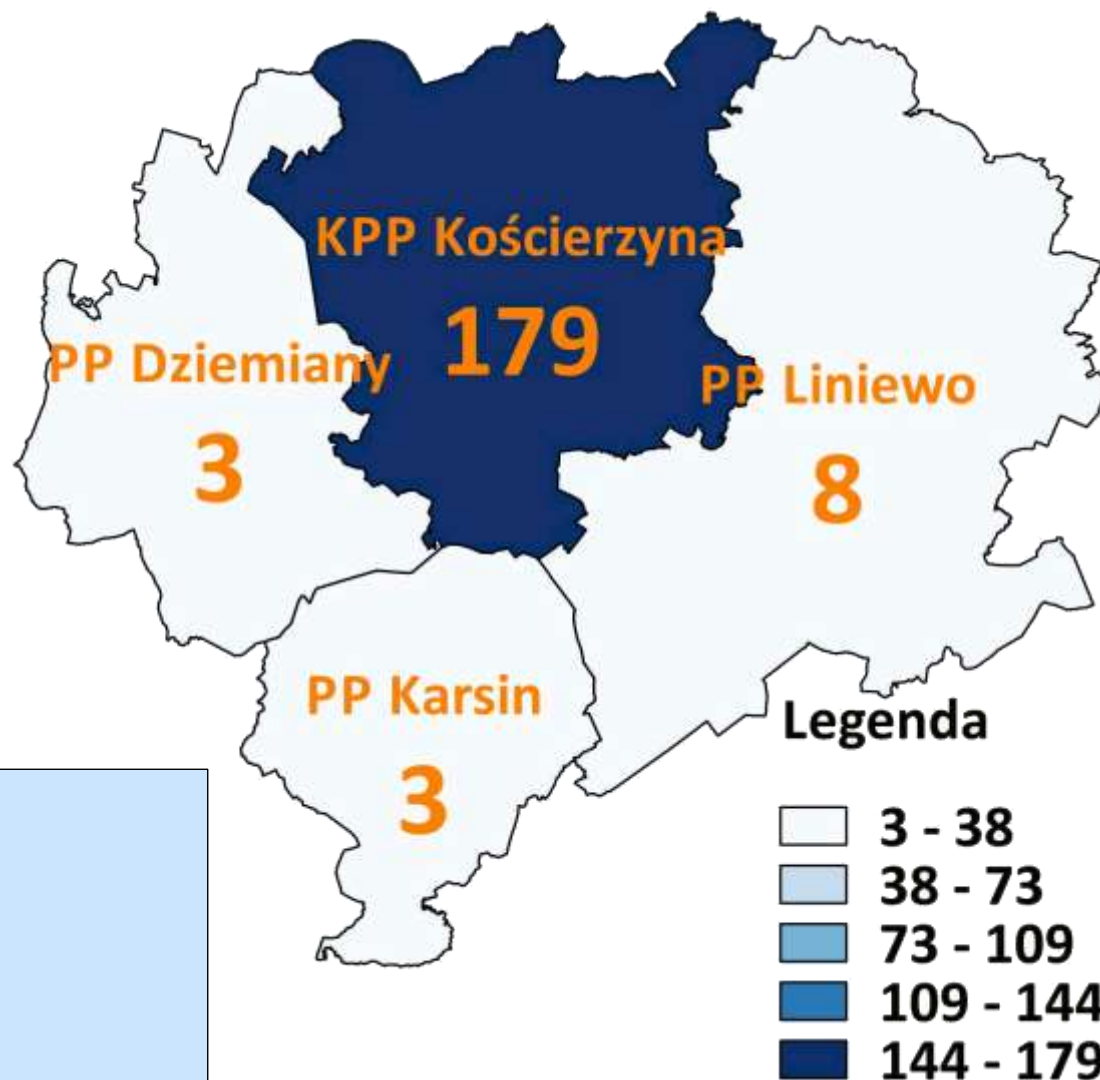 KPP Kościerzyna
179
PP Dziemiany
3
PP Liniewo
8
PP Karsin
3
Legenda
3 - 38
38 - 73
73 - 109
109 - 144
144 - 179